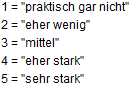 1 = "praktisch gar nicht"
2 = "eher wenig"
3 = "mittel"
4 = "eher stark"
5 = "sehr stark"